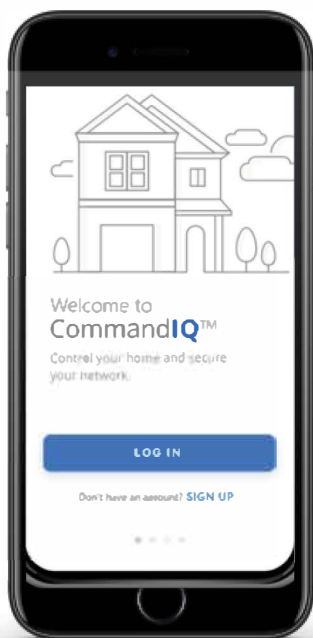 Welcome to
CommandIQ™
Control your home and secure
your network.
LOG IN
Don't have an account? SIGN UP